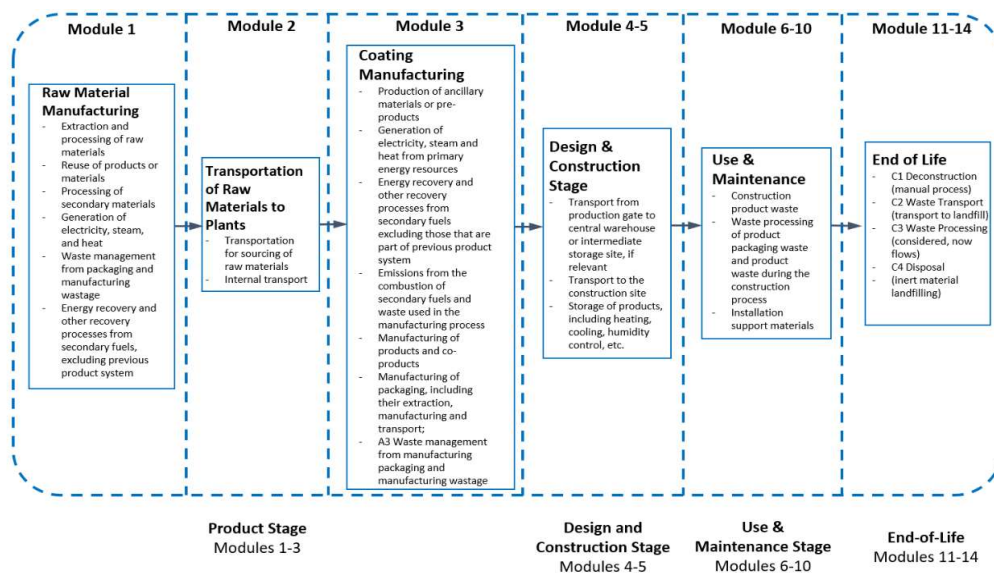 Module 1
Module 2
Module 3
Module 4-5
Module 6-10
Module 11-14
Raw Material
Manufacturing
- Extraction and
processing of raw
materials
- Reuse of products or
materials
- Processing of
secondary materials
- Generation of
electricity, steam,
and heat
- Waste management
from packaging and
manufacturing
wastage
- Energy recovery and
other recovery
processes from
secondary fuels,
excluding previous
product system
Transportation
of Raw
Materials to
Plants
- Transportation
for sourcing of
raw materials
- Internal transport
Coating
Manufacturing
- Production of ancillary
materials or pre-
products
- Generation of
electricity, steam and
heat from primary
energy resources
- Energy recovery and
other recovery
processes from
secondary fuels
excluding those that are
part of previous product
system
- Emissions from the
combustion of
secondary fuels and
waste used in the
manufacturing process
- Manufacturing of
products and co-
products
- Manufacturing of
packaging, including
their extraction,
manufacturing and
transport;
- A3 Waste management
from manufacturing
packaging and
manufacturing wastage
Design &
Construction
Stage
- Transport from
production gate to
central warehouse
or intermediate
storage site, if
relevant
- Transport to the
construction site
- Storage of products,
including heating,
cooling, humidity
control, etc.
Use &
Maintenance
- Construction
product waste
- Waste processing
of product
packaging waste
and product
waste during the
construction
process
- Installation
support materials
End of Life
- C1 Deconstruction
(manual process)
- C2 Waste Transport
(transport to landfill)
- C3 Waste Processing
(considered, now
flows)
- C4 Disposal
- (inert material
landfilling)
Product Stage
Modules 1-3
Design and
Construction Stage
Modules 4-5
Use &
Maintenance Stage
Modules 6-10
End-of-Life
Modules 11-14